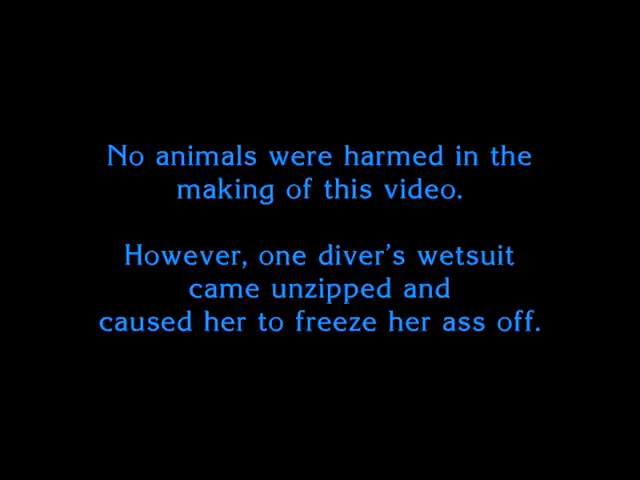 No animals were harmed in the
making of this video.
However, one diver's wetsuit
came unzipped and
caused her to freeze her ass off.